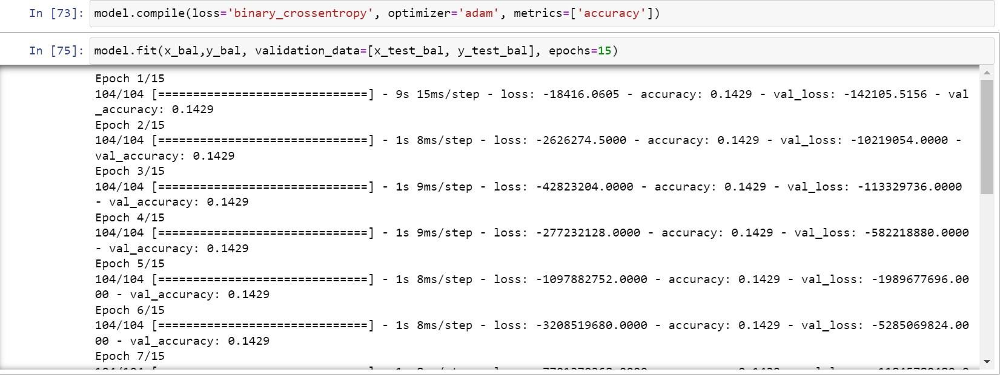 In [73]: model.compile(loss='binary_crossentropy', optimizer='adam', metrics=['accuracy'])
In [75]: model.fit(x_bal,y_bal, validation_data=[x_test_bal, y_test_bal], epochs=15)
Epoch 1/15
104/104 [==============================] - 9s 15ms/step - loss: -18416.0605 - accuracy: 0.1429 - val_loss: -142105.5156 - val
_accuracy: 0.1429
Epoch 2/15
104/104 [==============================] - 1s 8ms/step - loss: -2626274.5000 - accuracy: 0.1429 - val_loss: -10219054.0000 -
val_accuracy: 0.1429
Epoch 3/15
104/104 [==============================] - 1s 9ms/step - loss: -42823204.0000 - accuracy: 0.1429 - val_loss: -113329736.0000
- val_accuracy: 0.1429
Epoch 4/15
104/104 [==============================] - 1s 9ms/step - loss: -277232128.0000 - accuracy: 0.1429 - val_loss: -582218880.0000
- val_accuracy: 0.1429
Epoch 5/15
104/104 [==============================] - 1s 8ms/step - loss: -1097882752.0000 - accuracy: 0.1429 - val_loss: -1989677696.00
00 - val_accuracy: 0.1429
Epoch 6/15
104/104 [==============================] - 1s 8ms/step - loss: -3208519680.0000 - accuracy: 0.1429 - val_loss: -5285069824.00
00 - val_accuracy: 0.1429
Epoch 7/15